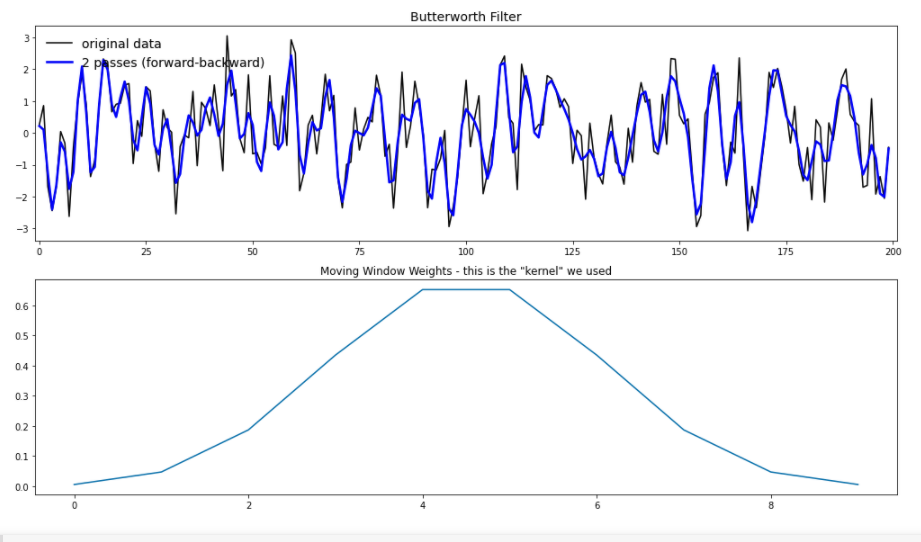 Butterworth Filter
original data
2 passes (forward-backward)
3
2
1
0
−1
−2
−3
0 25 50 75 100 125 150 175 200
Moving Window Weights - this is the "kernel" we used
0.6
0.5
0.4
0.3
0.2
0.1
0.0
0 2 4 6 8